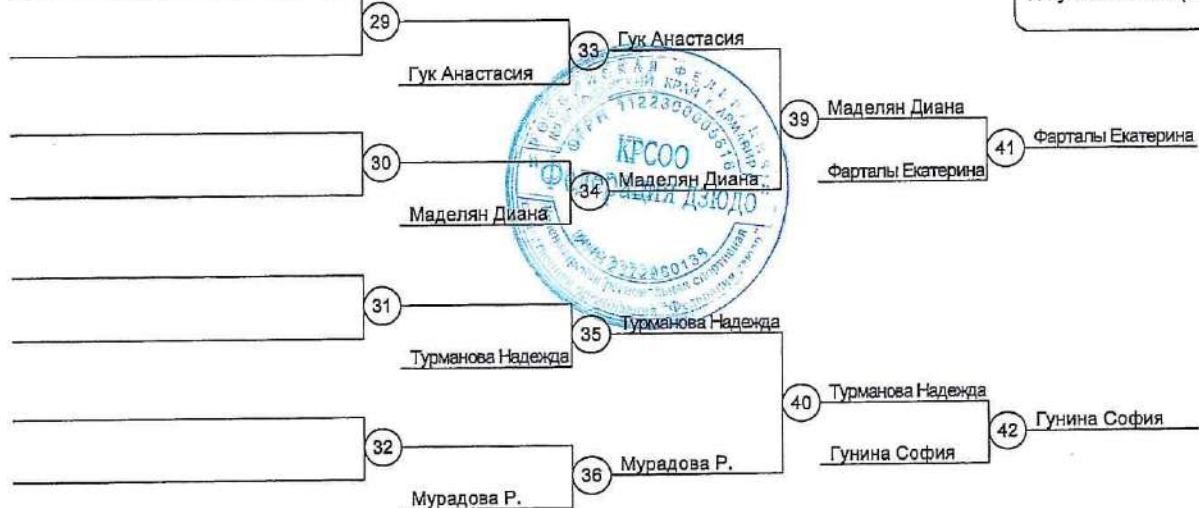 29
33 Гук Анастасия
Гук Анастасия
39 Маделян Диана
41 Фарталы Екатерина
30
34 Маделян Диана
Фарталы Екатерина
Маделян Диана
КРСОО
Федерация ДЗЮДО
31
35 Турманова Надежда
Турманова Надежда
40 Турманова Надежда
42 Гунина София
32
36 Мурадова Р.
Гунина София
Мурадова Р.